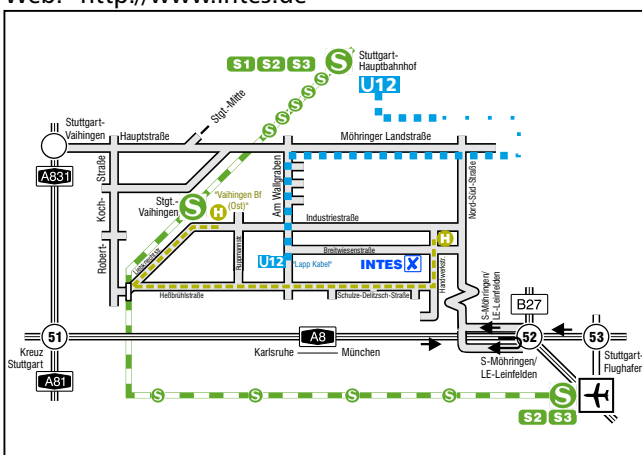 Web: http://www.intes.de
S1 S2 S3
S
Stuttgart-
Hauptbahnhof
U12
Stuttgart-
Vaihingen
Hauptstraße
Stgt.-Mitte
Möhringer Landstraße
A831
Robert-
Koch-
Straße
Stgt.-
Vaihingen
S
H
"Vaihingen Bf
(Ost)"
Am Wallgraben
Nord-Süd-Straße
Industriestraße
Ruppmannstr.
Breitwiesenstraße
H
U12
"Lapp Kabel"
INTES X
Handwerkstr.
Liebknechtstr.
Heßbrühlstraße
Schulze-Delitzsch-Straße
S-Möhringen/
LE-Leinfelden
B27
51
A8
52
53
Kreuz
Stuttgart
Karlsruhe
München
S-Möhringen/
LE-Leinfelden
Stuttgart-
Flughafen
A81
S
S
S
S
S
S2 S3